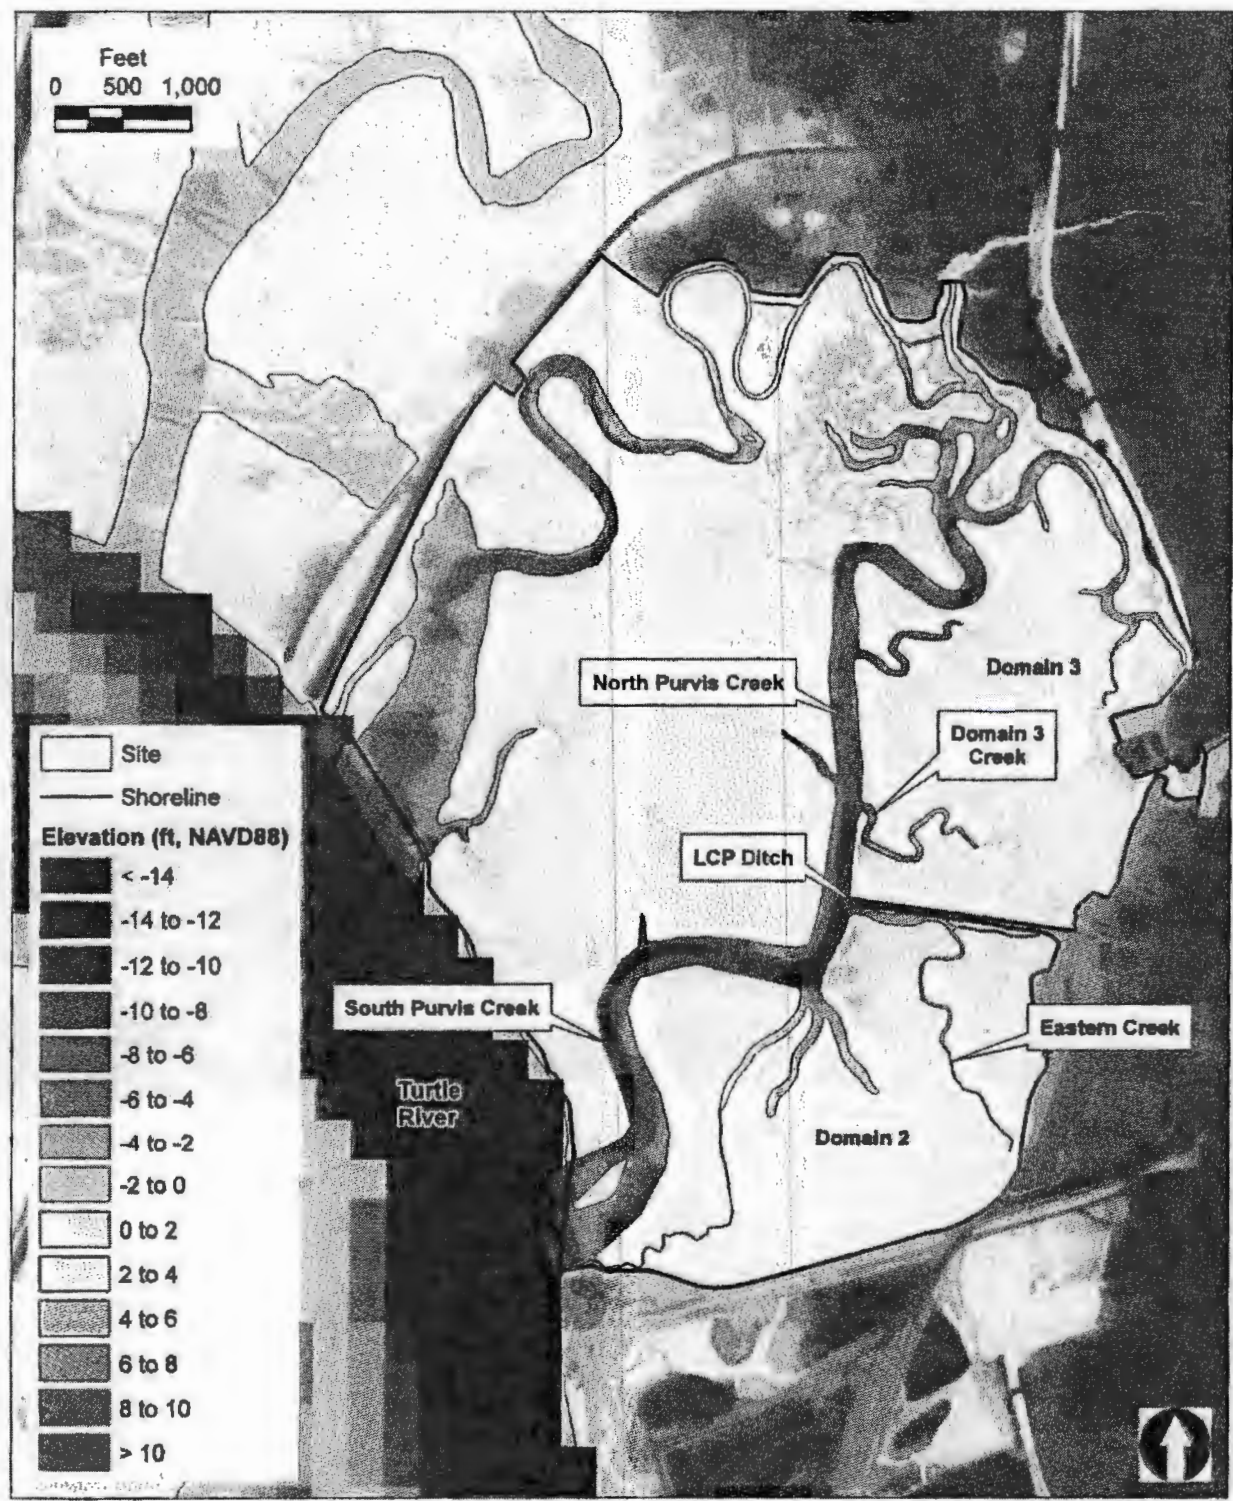 Feet
0 500 1,000
North Purvis Creek
Domain 3
Domain 3
Creek
LCP Ditch
South Purvis Creek
Eastern Creek
Turtle
River
Domain 2
Site
Shoreline
Elevation (ft, NAVD88)
< -14
-14 to -12
-12 to -10
-10 to -8
-8 to -6
-6 to -4
-4 to -2
-2 to 0
0 to 2
2 to 4
4 to 6
6 to 8
8 to 10
> 10